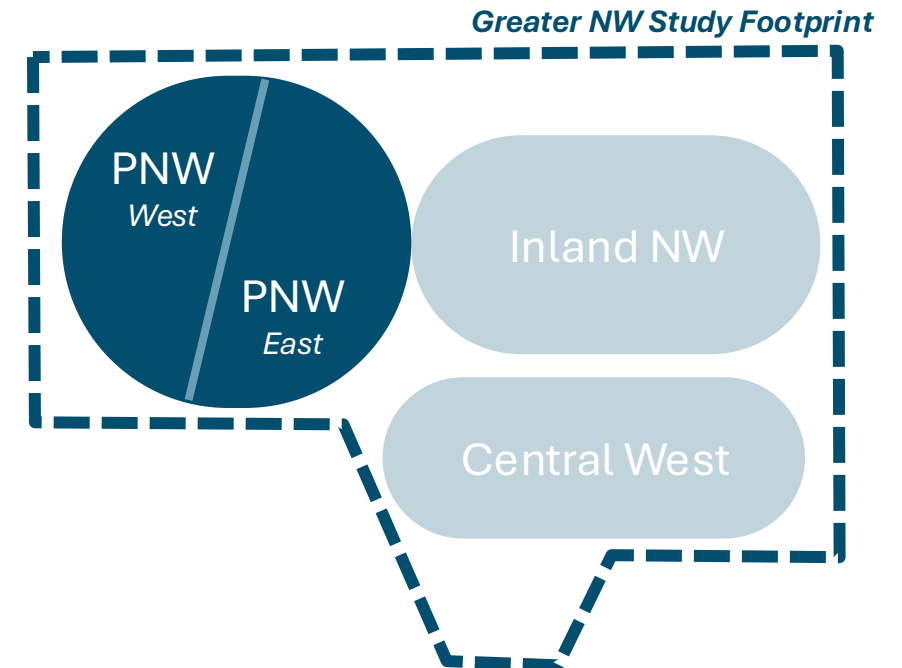 Greater NW Study Footprint
PNW
West
PNW
East
Inland NW
Central West